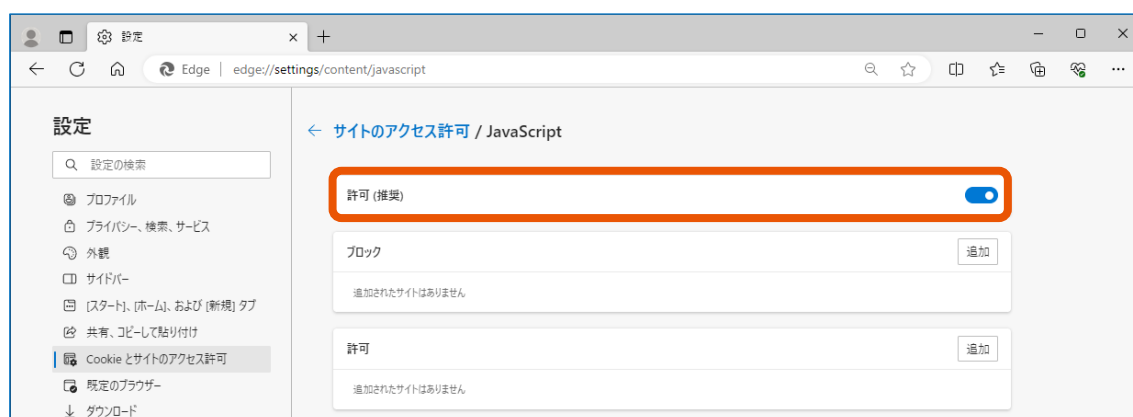 設定
Edge | edge://settings/content/javascript
設定
設定の検索
プロファイル
プライバシー、検索、サービス
外観
サイドバー
[スタート]、[ホーム]、および [新規] タブ
共有、コピーして貼り付け
Cookie とサイトのアクセス許可
既定のブラウザー
ダウンロード
サイトのアクセス許可 / JavaScript
許可 (推奨)
ブロック
追加
追加されたサイトはありません
許可
追加
追加されたサイトはありません